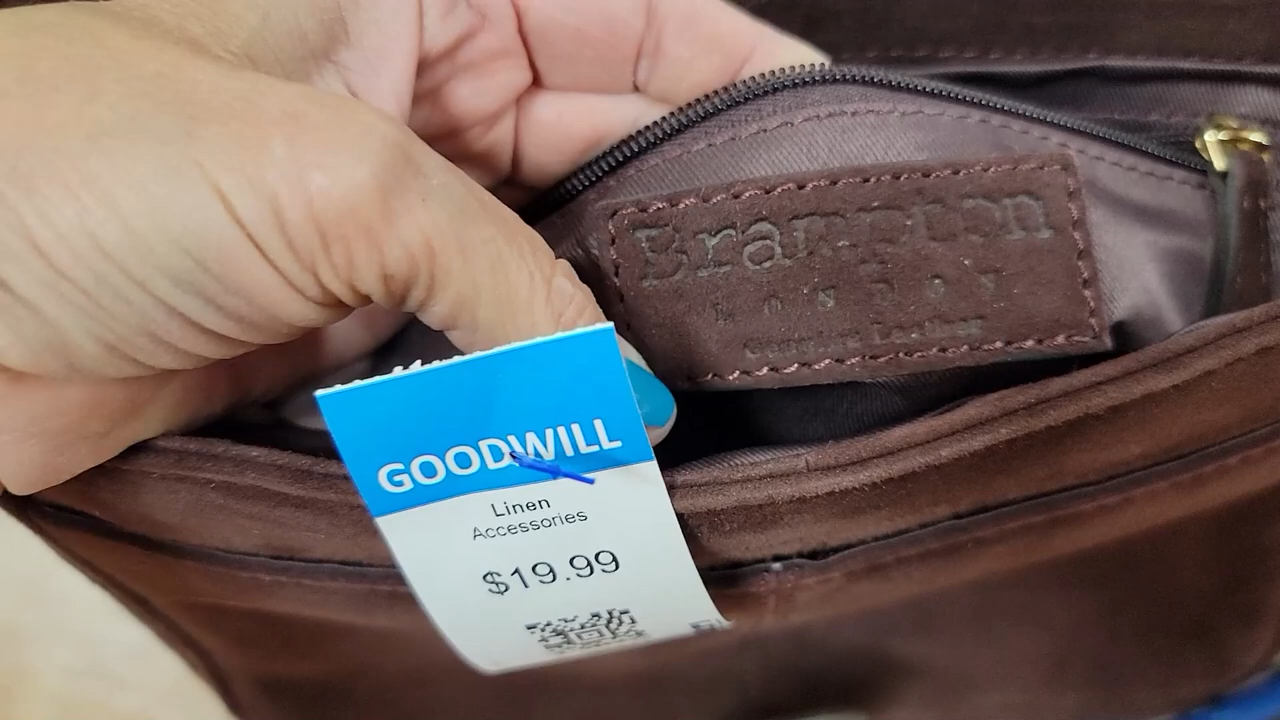 Brampton
LONDON
Genuine Leather
GOODWILL
Linen
Accessories
$19.99